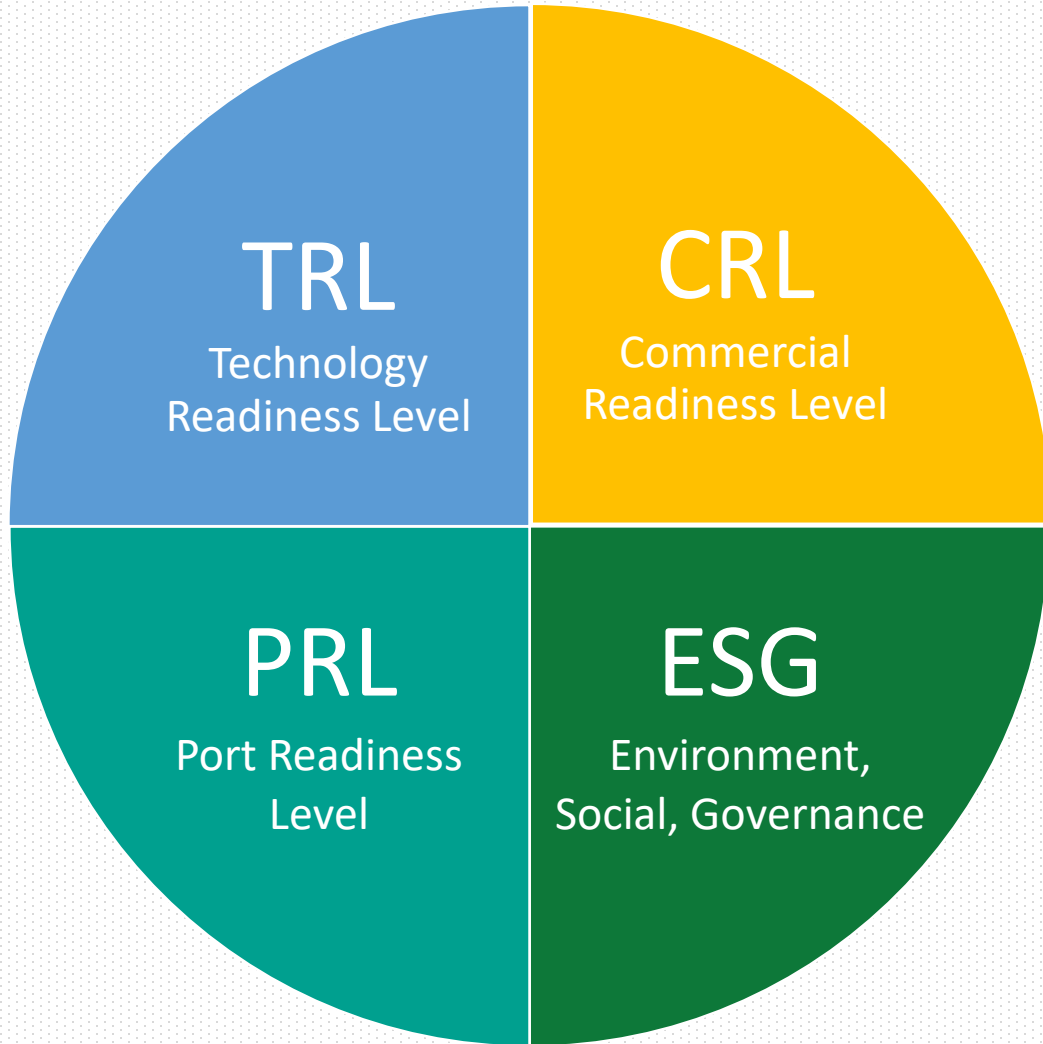 TRL
Technology
Readiness Level
CRL
Commercial
Readiness Level
PRL
Port Readiness
Level
ESG
Environment,
Social, Governance